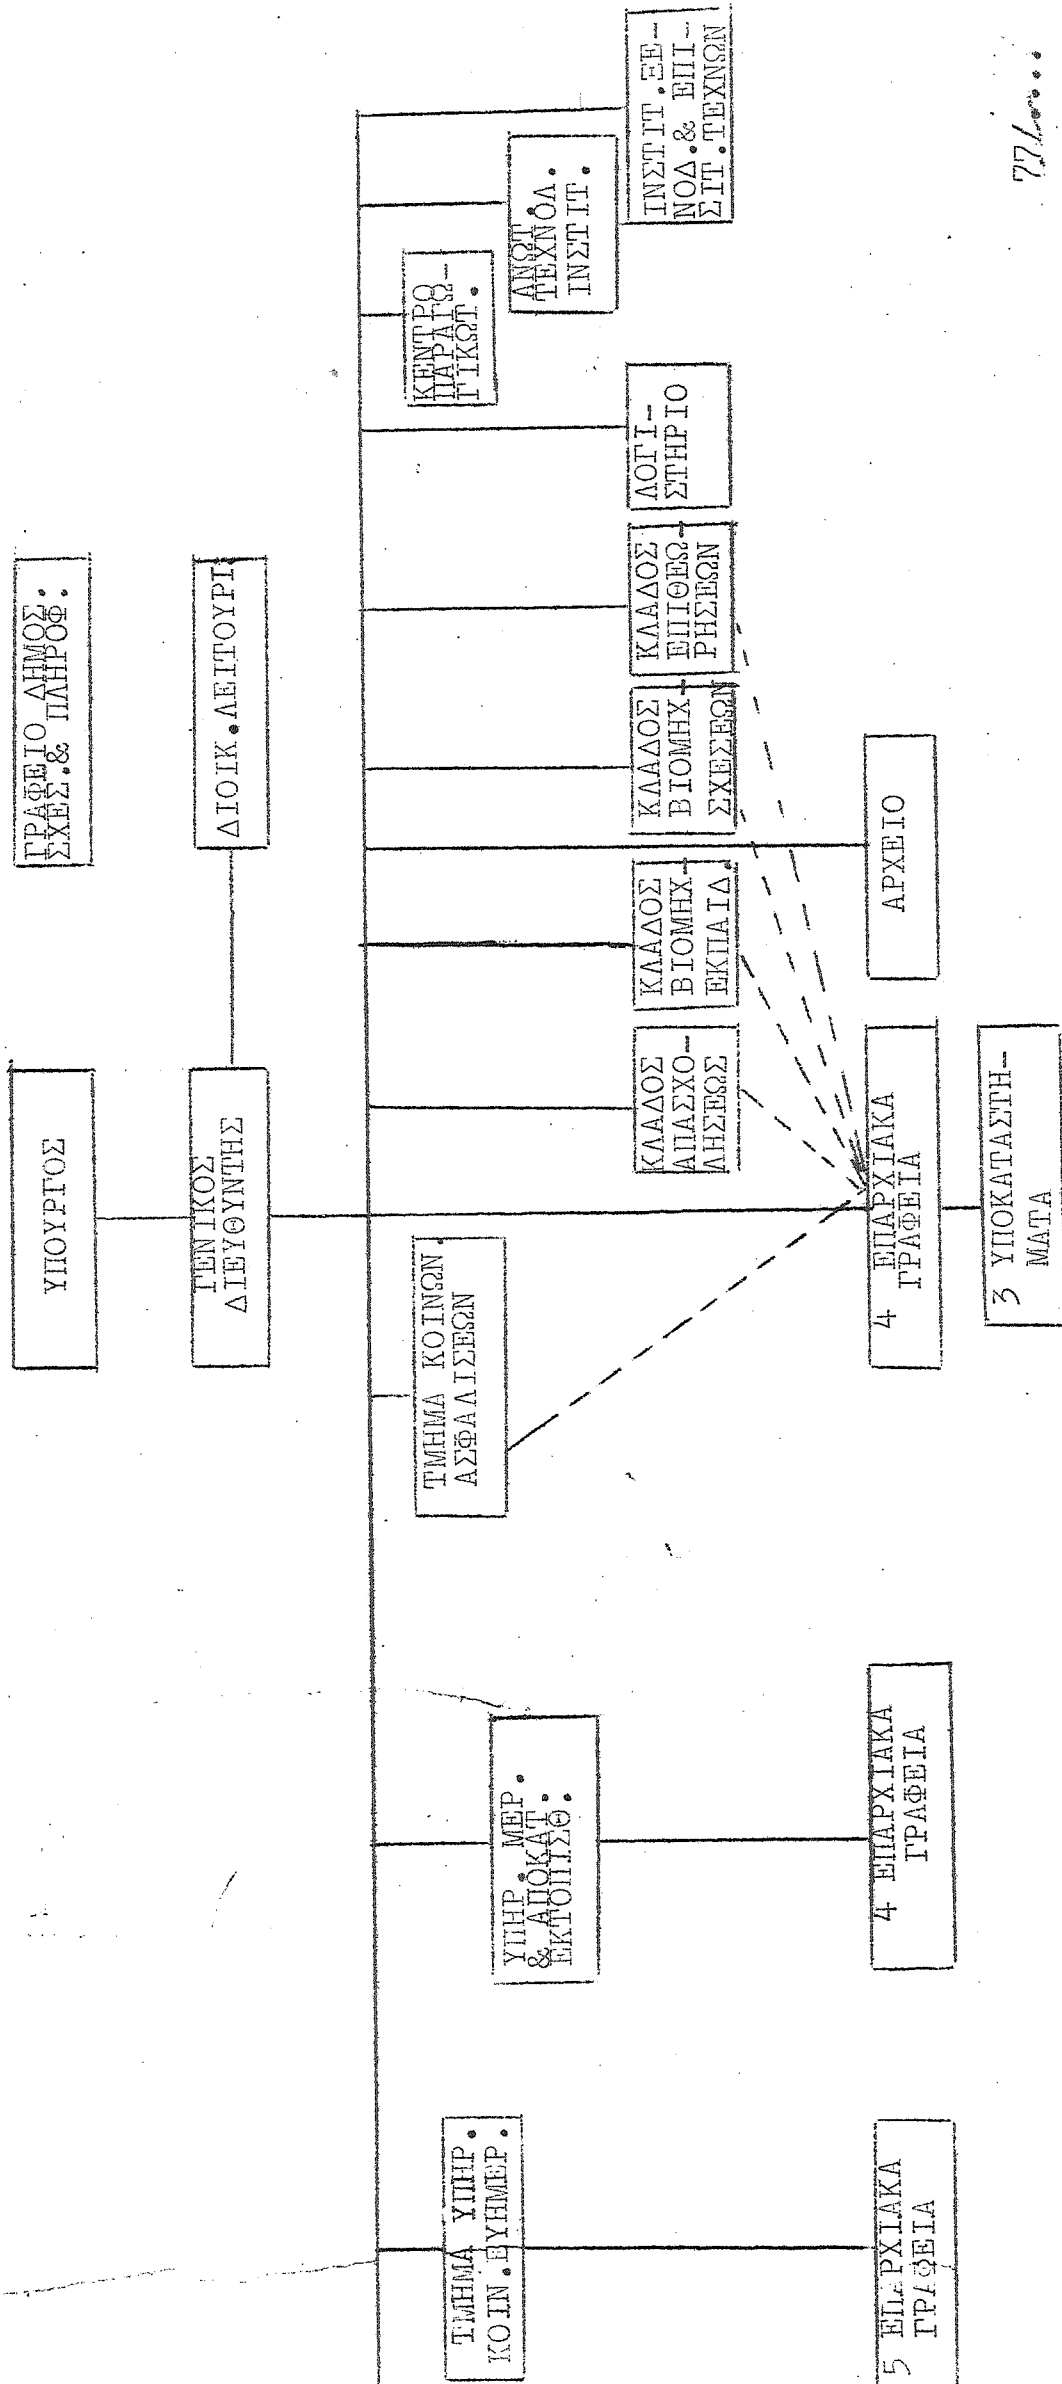 ΥΠΟΥΡΓΟΣ
ΓΡΑΦΕΙΟ ΔΗΜΟΣ.
ΣΧΕΣ.& ΠΛΗΡΟΦ.
ΓΕΝΙΚΟΣ
ΔΙΕΥΘΥΝΤΗΣ
ΔΙΟΙΚ.ΛΕΙΤΟΥΡΓ.
ΤΜΗΜΑ ΥΠΗΡ.
ΚΟΙΝ.ΕΥΗΜΕΡ.
ΥΠΗΡ. ΜΕΡ.
& ΑΠΟΚΑΤ.
ΕΚΤΟΠΙΣΘ.
ΤΜΗΜΑ ΚΟΙΝΩΝ.
ΑΣΦΑΛΙΣΕΩΝ
ΚΕΝΤΡΟ
ΠΑΡΑΓΩ-
ΓΙΚΩΤ.
ΑΝΩΤ.
ΤΕΧΝΟΛ.
ΙΝΣΤΙΤ.
ΚΛΑΔΟΣ
ΑΠΑΣΧΟ-
ΛΗΣΕΩΣ
ΚΛΑΔΟΣ
ΒΙΟΜΗΧ-
ΕΚΠΑΙΔ.
ΚΛΑΔΟΣ
ΒΙΟΜΗΧ-
ΣΧΕΣΕΩΝ
ΚΛΑΔΟΣ
ΕΠΙΘΕΩ-
ΡΗΣΕΩΝ
ΛΟΓΙ-
ΣΤΗΡΙΟ
ΙΝΣΤΙΤ.ΞΕ-
ΝΟΔ.& ΕΠΙ-
ΣΙΤ.ΤΕΧΝΩΝ
5 ΕΠΑΡΧΙΑΚΑ
ΓΡΑΦΕΙΑ
4 ΕΠΑΡΧΙΑΚΑ
ΓΡΑΦΕΙΑ
4 ΕΠΑΡΧΙΑΚΑ
ΓΡΑΦΕΙΑ
ΑΡΧΕΙΟ
3 ΥΠΟΚΑΤΑΣΤΗ-
ΜΑΤΑ